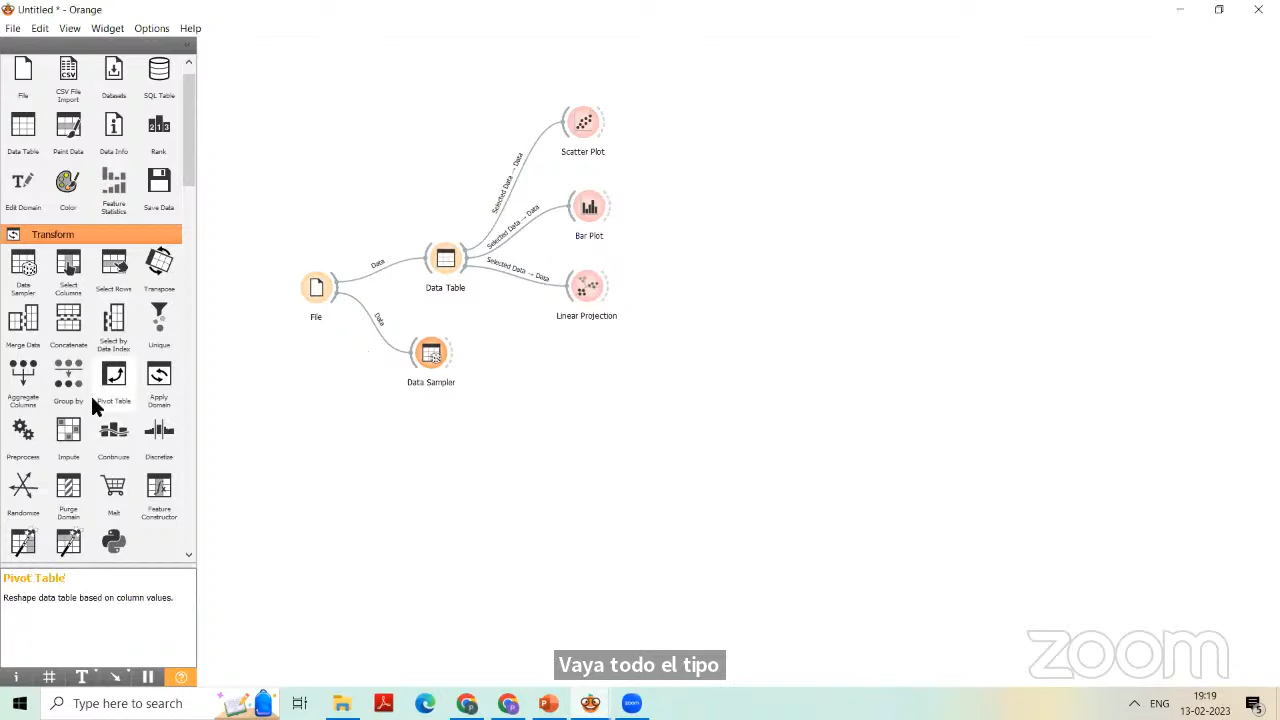 Untitled * - Orange
File Edit View Widget Options Help
File CSV File Import Datasets SQL Table
Data Table Paint Data Data Info Rank
Edit Domain Color Feature Statistics Save Data
Transform
Data Sampler Select Columns Select Rows Transpose
Merge Data Concatenate Select by Data Index Unique
Aggregate Columns Group by Pivot Table Apply Domain
Preprocess Impute Continuize Discretize
Randomize Purge Domain Melt Feature Constructor
Pivot Table
Reshape data table based on column values.
File
Data
Data
Data Table
Data Sampler
Selected Data → Data
Selected Data → Data
Selected Data → Data
Scatter Plot
Bar Plot
Linear Projection
Vaya todo el tipo
zoom
Type here to search
zoom
ENG
19:19
13-02-2023
5